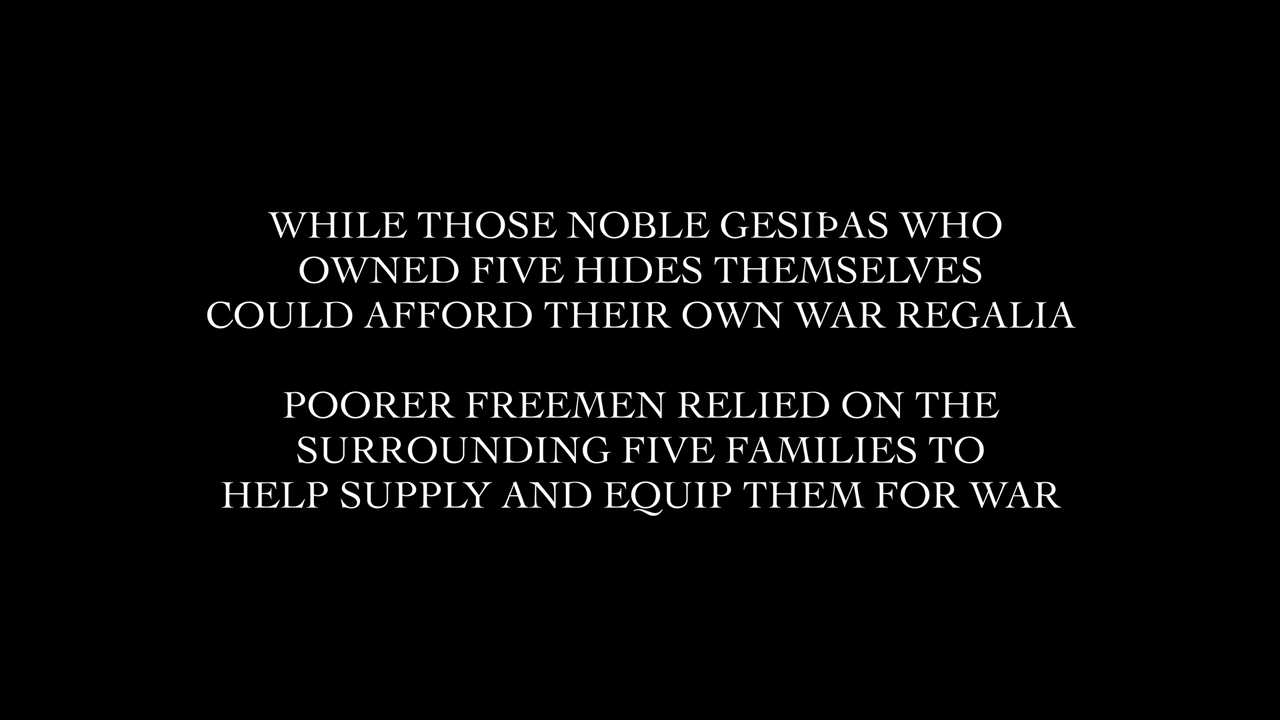 WHILE THOSE NOBLE GESIÞAS WHO
OWNED FIVE HIDES THEMSELVES
COULD AFFORD THEIR OWN WAR REGALIA
POORER FREEMEN RELIED ON THE
SURROUNDING FIVE FAMILIES TO
HELP SUPPLY AND EQUIP THEM FOR WAR